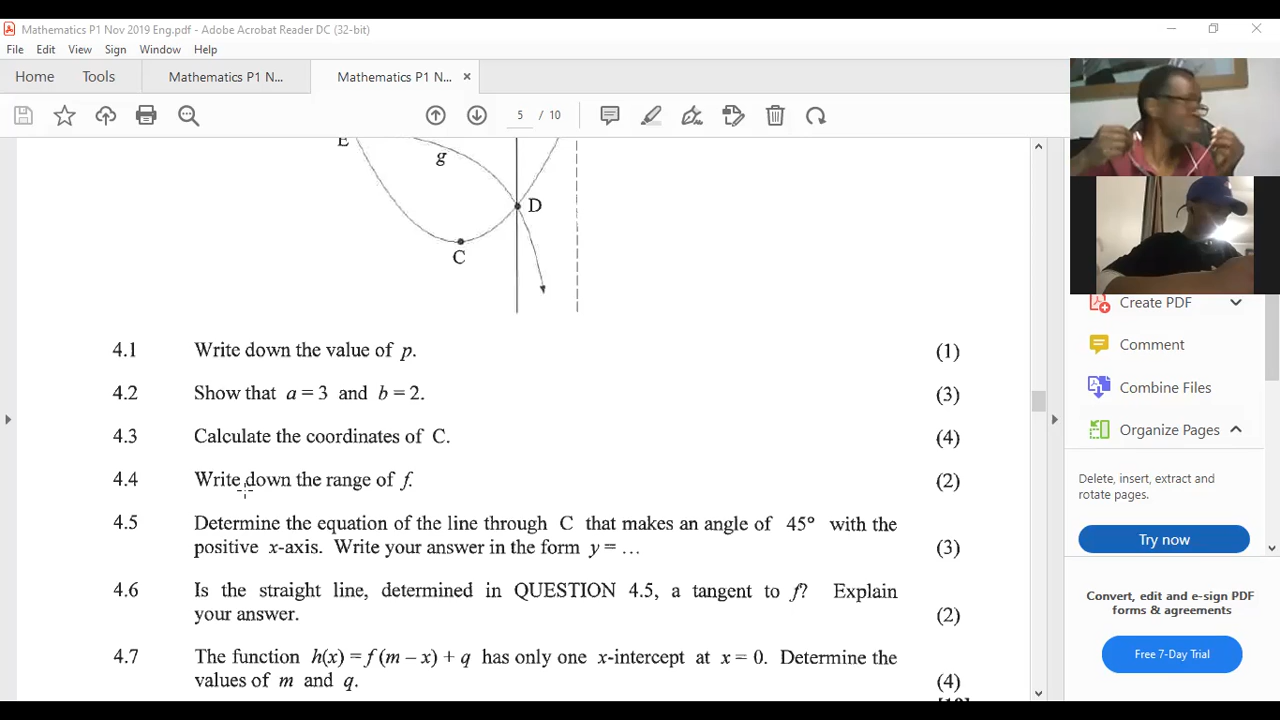 Mathematics P1 Nov 2019 Eng.pdf - Adobe Acrobat Reader DC (32-bit)
File Edit View Sign Window Help
Home Tools Mathematics P1 N... Mathematics P1 N... ×
5 / 10
E
g
D
C
4.1 Write down the value of p. (1)
4.2 Show that a = 3 and b = 2. (3)
4.3 Calculate the coordinates of C. (4)
4.4 Write down the range of f. (2)
4.5 Determine the equation of the line through C that makes an angle of 45° with the
positive x-axis. Write your answer in the form y = ... (3)
4.6 Is the straight line, determined in QUESTION 4.5, a tangent to f? Explain
your answer. (2)
4.7 The function h(x) = f (m – x) + q has only one x-intercept at x = 0. Determine the
values of m and q. (4)
Create PDF
Comment
Combine Files
Organize Pages
Delete, insert, extract and
rotate pages.
Try now
Convert, edit and e-sign PDF
forms & agreements
Free 7-Day Trial